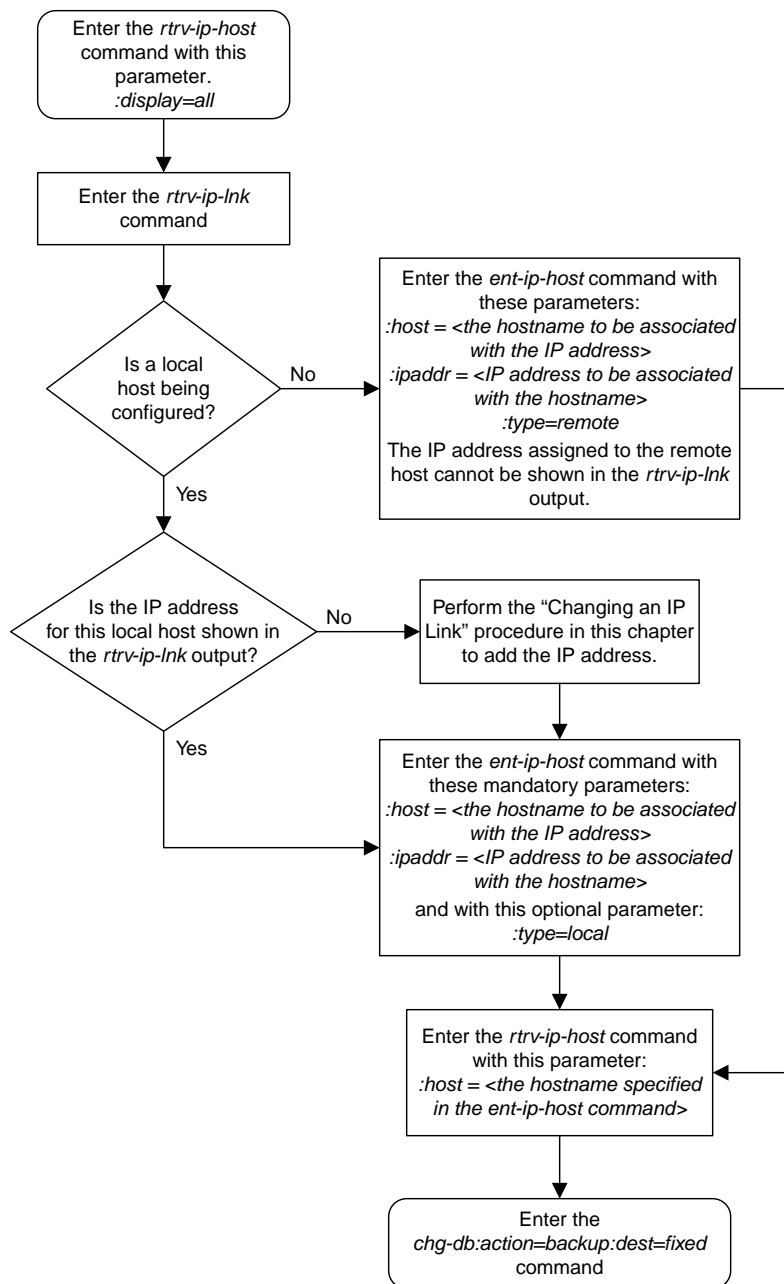 Enter the rtrv-ip-host
command with this
parameter.
:display=all
Enter the rtrv-ip-lnk
command
Is a local
host being
configured?
No
Yes
Enter the ent-ip-host command with
these parameters:
:host = <the hostname to be associated
with the IP address>
:ipaddr = <IP address to be associated
with the hostname>
:type=remote
The IP address assigned to the remote
host cannot be shown in the rtrv-ip-lnk
output.
Is the IP address
for this local host shown in
the rtrv-ip-lnk output?
No
Yes
Perform the “Changing an IP
Link” procedure in this chapter
to add the IP address.
Enter the ent-ip-host command with
these mandatory parameters:
:host = <the hostname to be associated
with the IP address>
:ipaddr = <IP address to be associated
with the hostname>
and with this optional parameter:
:type=local
Enter the rtrv-ip-host command
with this parameter:
:host = <the hostname specified
in the ent-ip-host command>
Enter the
chg-db:action=backup:dest=fixed
command